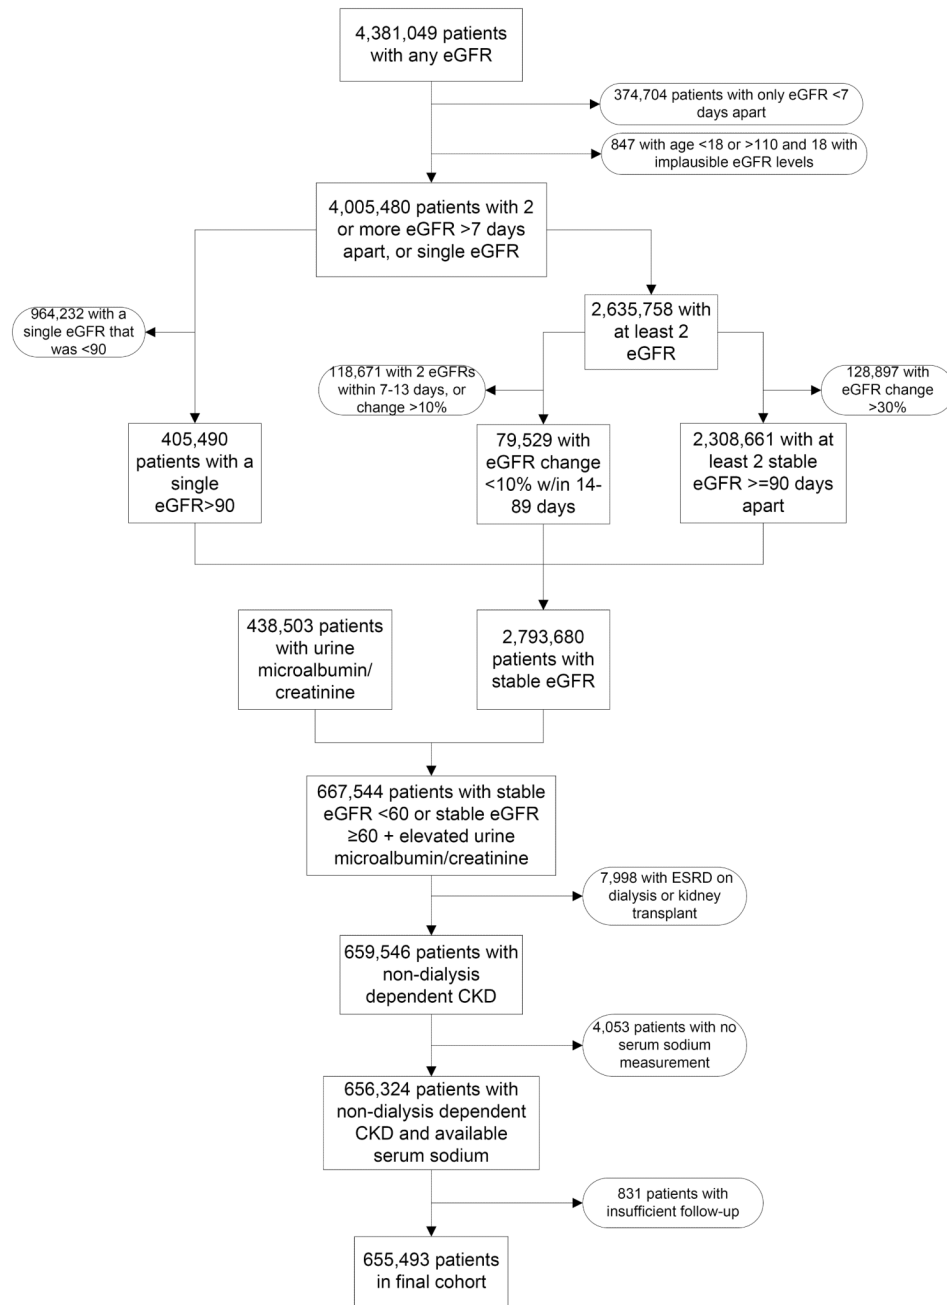 4,381,049 patients
with any eGFR
374,704 patients with only eGFR <7
days apart
847 with age <18 or >110 and 18 with
implausible eGFR levels
4,005,480 patients with 2
or more eGFR >7 days
apart, or single eGFR
964,232 with a
single eGFR that
was <90
2,635,758 with
at least 2
eGFR
118,671 with 2 eGFRs
within 7-13 days, or
change >10%
128,897 with
eGFR change
>30%
405,490
patients with a
single
eGFR>90
79,529 with
eGFR change
<10% w/in 14-
89 days
2,308,661 with at
least 2 stable
eGFR >=90 days
apart
438,503 patients
with urine
microalbumin/
creatinine
2,793,680
patients with
stable eGFR
667,544 patients with stable
eGFR <60 or stable eGFR
≥60 + elevated urine
microalbumin/creatinine
7,998 with ESRD on
dialysis or kidney
transplant
659,546 patients with
non-dialysis
dependent CKD
4,053 patients with no
serum sodium
measurement
656,324 patients with
non-dialysis dependent
CKD and available
serum sodium
831 patients with
insufficient follow-up
655,493 patients
in final cohort